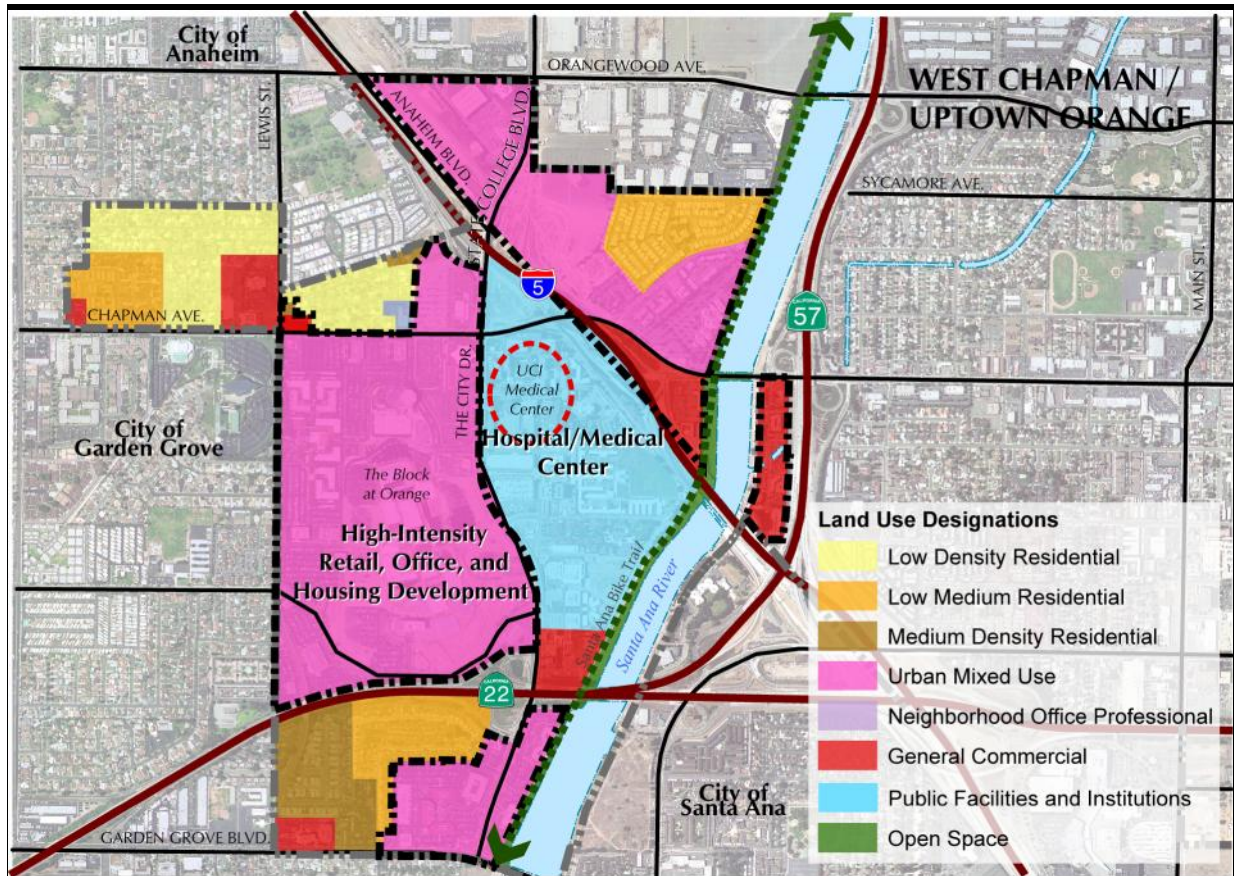 City of
Anaheim
ORANGEWOOD AVE.
WEST CHAPMAN /
UPTOWN ORANGE
LEWIS ST.
ANAHEIM BLVD.
STATE COLLEGE BLVD.
SYCAMORE AVE.
MAIN ST.
5
CALIFORNIA
57
CHAPMAN AVE.
THE CITY DR.
UCI
Medical
Center
Hospital/Medical
Center
City of
Garden Grove
The Block
at Orange
High-Intensity
Retail, Office, and
Housing Development
Santa Ana Bike Trail
Santa Ana River
CALIFORNIA
22
City of
Santa Ana
GARDEN GROVE BLVD.
Land Use Designations
Low Density Residential
Low Medium Residential
Medium Density Residential
Urban Mixed Use
Neighborhood Office Professional
General Commercial
Public Facilities and Institutions
Open Space